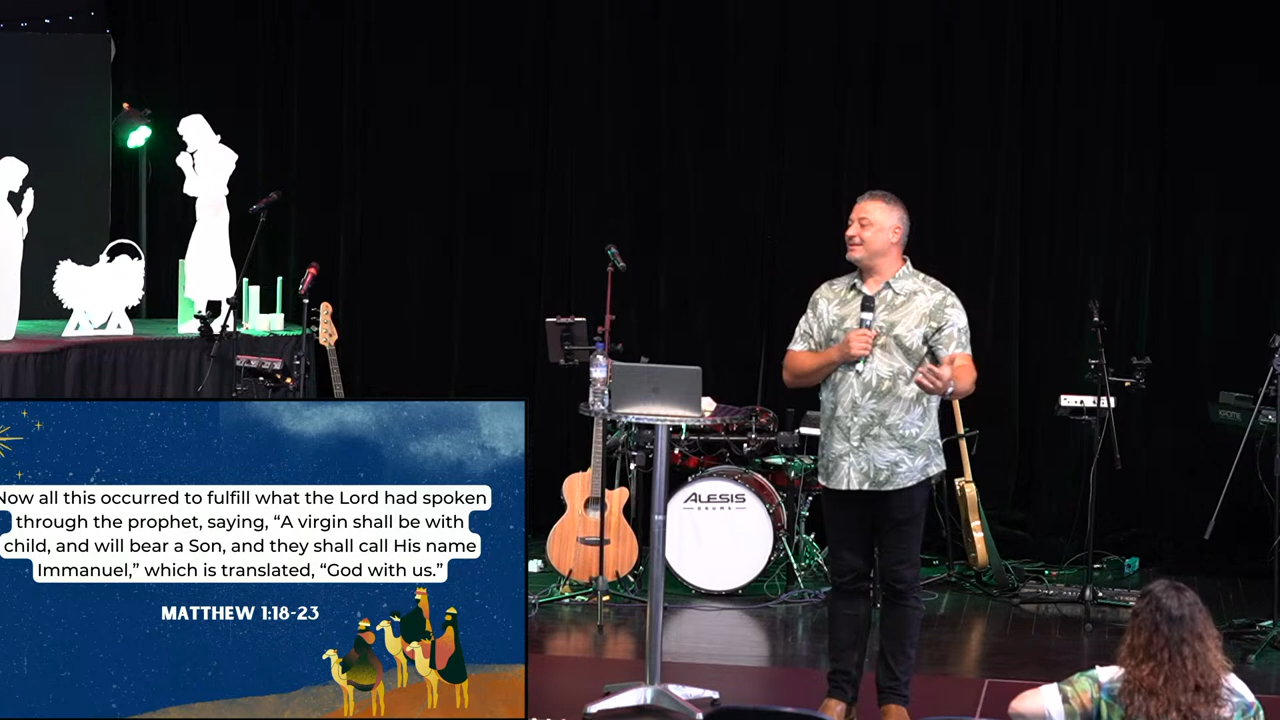 Now all this occurred to fulfill what the Lord had spoken
through the prophet, saying, “A virgin shall be with
child, and will bear a Son, and they shall call His name
Immanuel,” which is translated, “God with us.”
MATTHEW 1:18-23
ALESIS
DRUMS
KROME